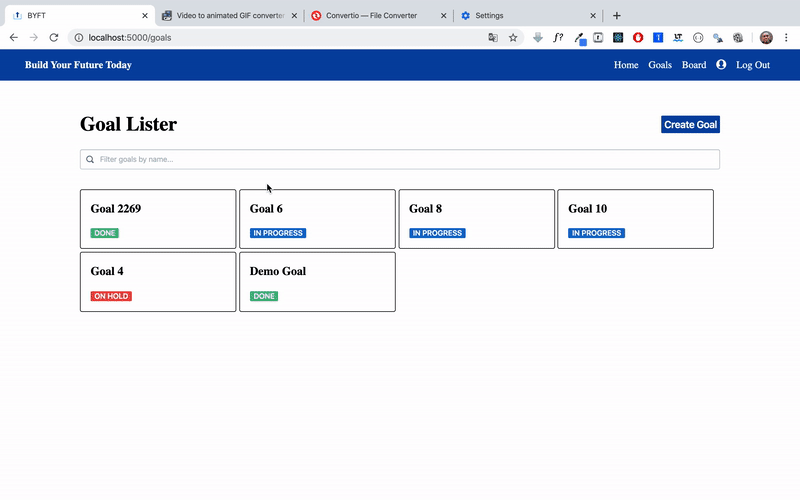 BYFT
Video to animated GIF converter
Convertio — File Converter
Settings
localhost:5000/goals
Build Your Future Today
Home
Goals
Board
Log Out
Goal Lister
Create Goal
Filter goals by name...
Goal 2269
DONE
Goal 6
IN PROGRESS
Goal 8
IN PROGRESS
Goal 10
IN PROGRESS
Goal 4
ON HOLD
Demo Goal
DONE